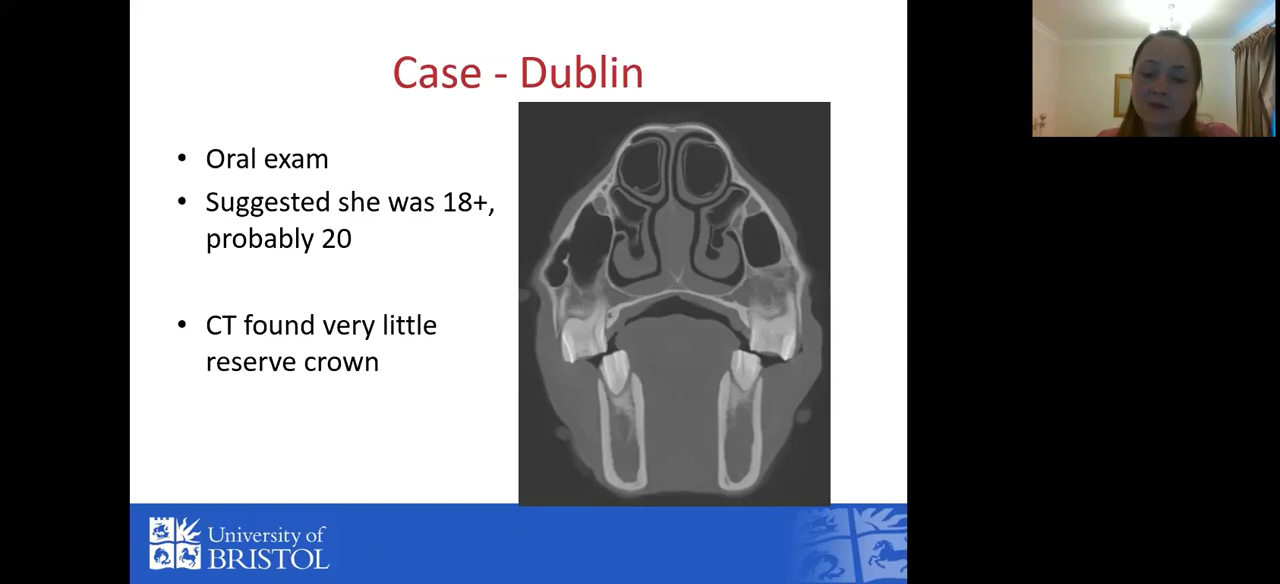 Case - Dublin
• Oral exam
• Suggested she was 18+,
probably 20
• CT found very little
reserve crown
University of
BRISTOL